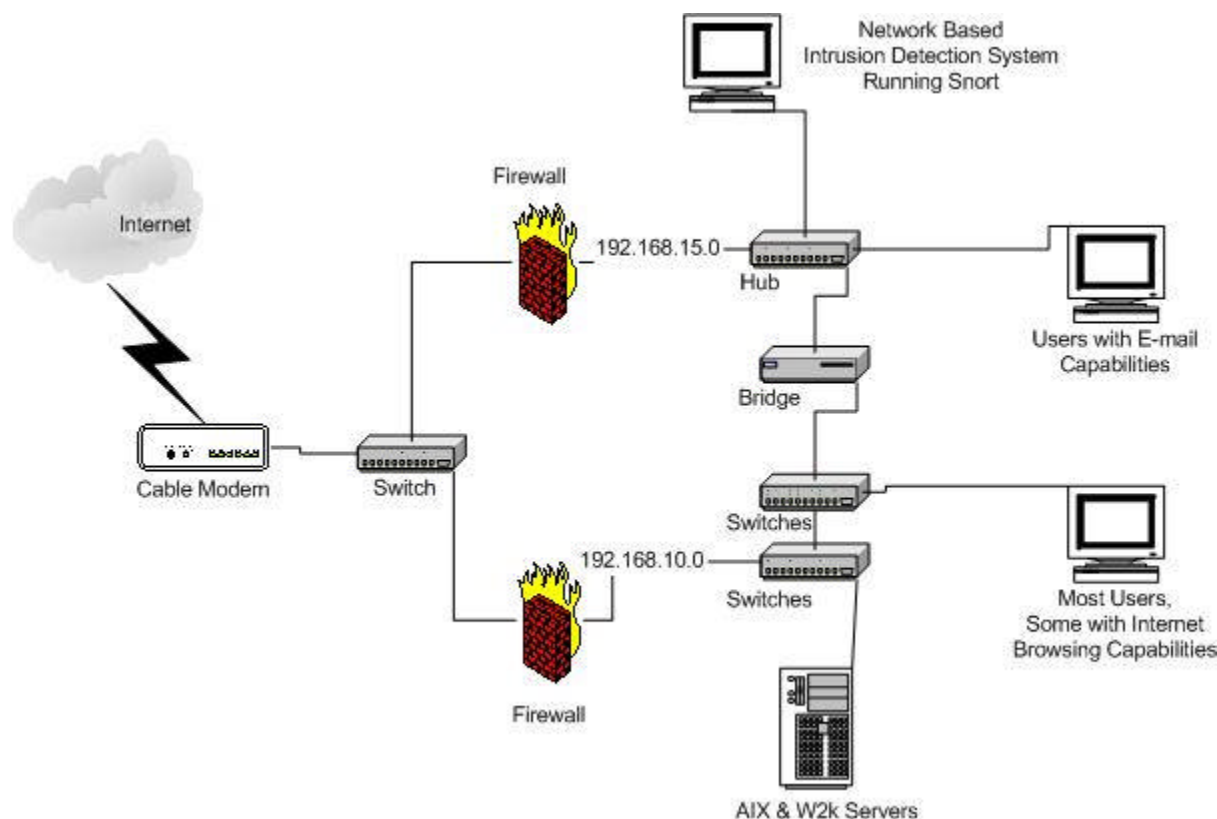 Network Based
Intrusion Detection System
Running Snort
Firewall
Internet
192.168.15.0
Hub
Users with E-mail
Capabilities
Bridge
Cable Modem
Switch
Switches
192.168.10.0
Switches
Most Users,
Some with Internet
Browsing Capabilities
Firewall
AIX & W2k Servers